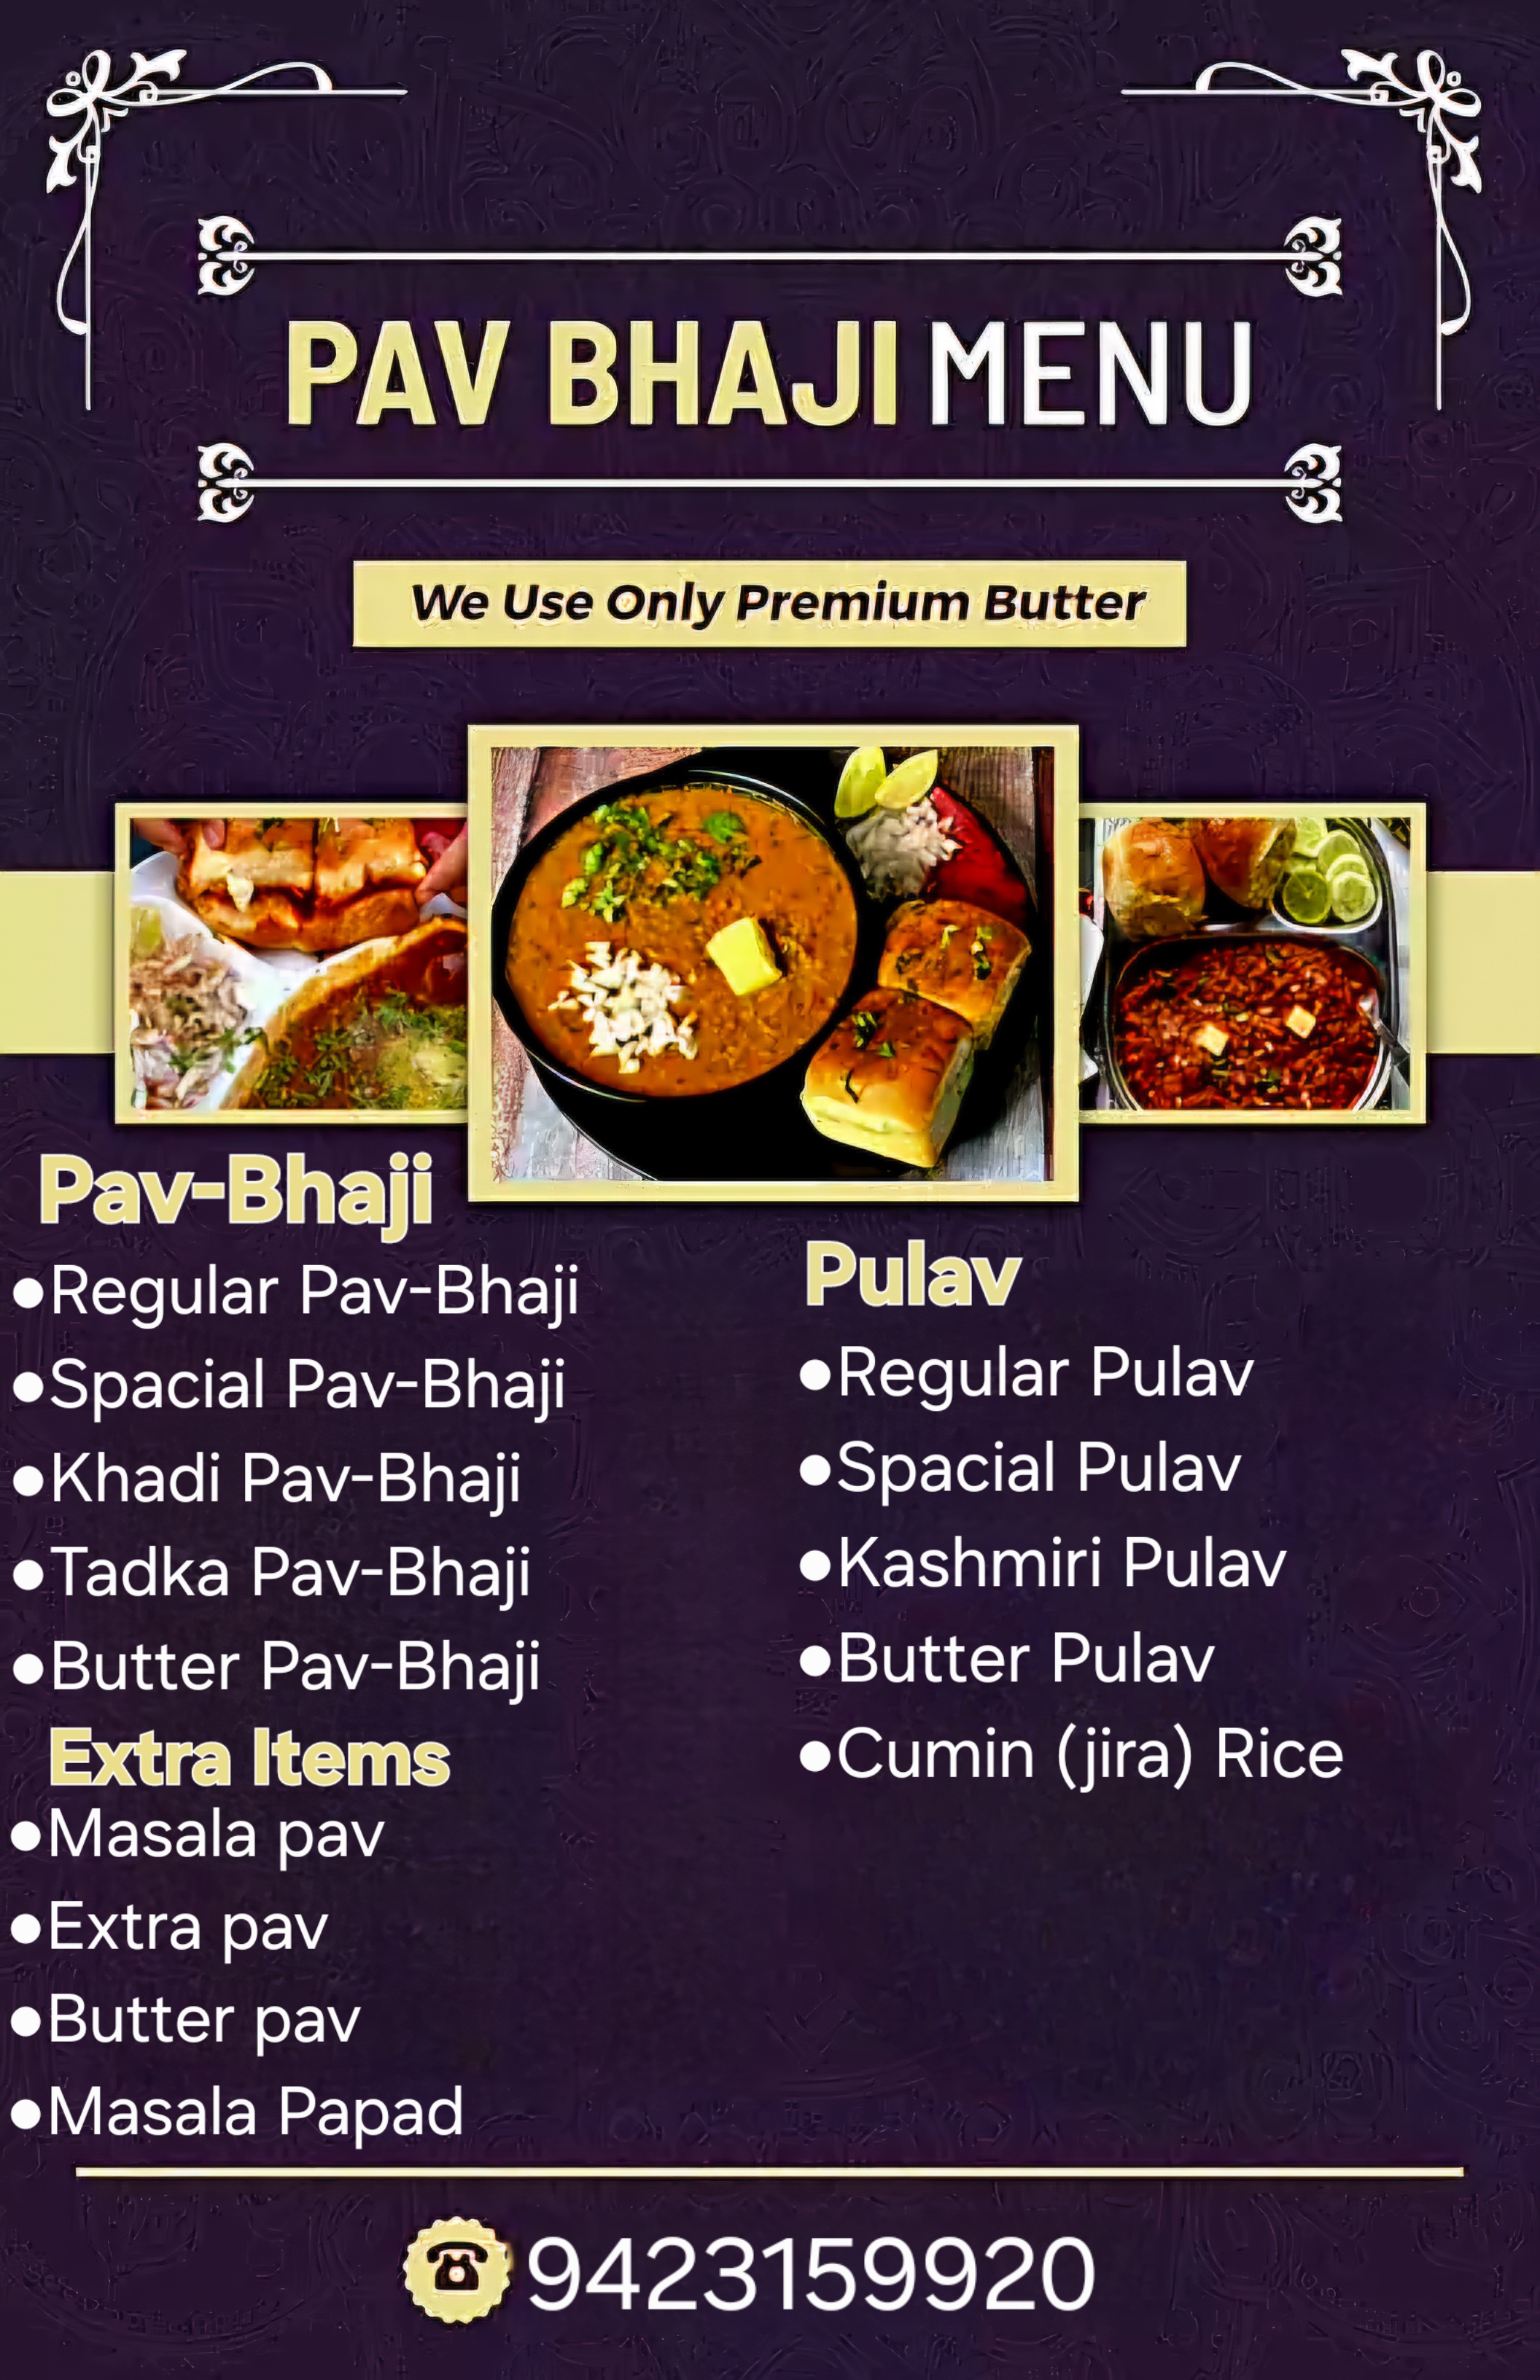 PAV BHAJI MENU
We Use Only Premium Butter
Pav-Bhaji
●Regular Pav-Bhaji
●Spacial Pav-Bhaji
●Khadi Pav-Bhaji
●Tadka Pav-Bhaji
●Butter Pav-Bhaji
Extra Items
●Masala pav
●Extra pav
●Butter pav
●Masala Papad
Pulav
●Regular Pulav
●Spacial Pulav
●Kashmiri Pulav
●Butter Pulav
●Cumin (jira) Rice
9423159920